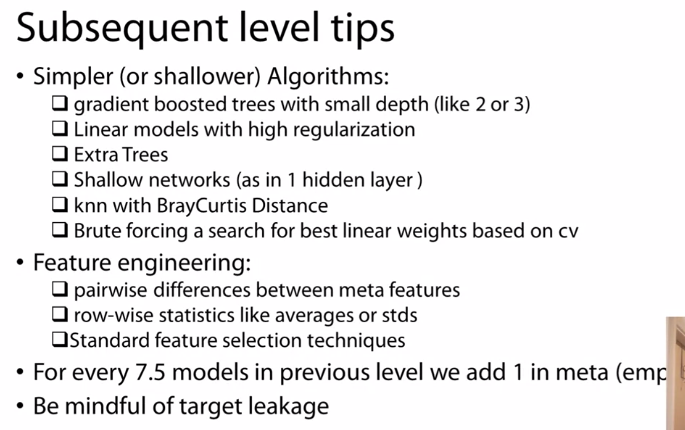 Subsequent level tips
• Simpler (or shallower) Algorithms:
❑ gradient boosted trees with small depth (like 2 or 3)
❑ Linear models with high regularization
❑ Extra Trees
❑ Shallow networks (as in 1 hidden layer )
❑ knn with BrayCurtis Distance
❑ Brute forcing a search for best linear weights based on cv
• Feature engineering:
❑ pairwise differences between meta features
❑ row-wise statistics like averages or stds
❑Standard feature selection techniques
• For every 7.5 models in previous level we add 1 in meta (emp
• Be mindful of target leakage